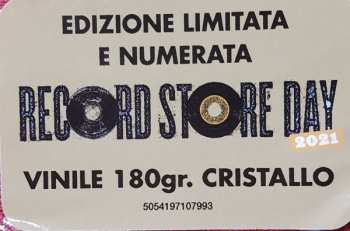 EDIZIONE LIMITATA
E NUMERATA
RECORD STORE DAY
2021
VINILE 180gr. CRISTALLO
5054197107993